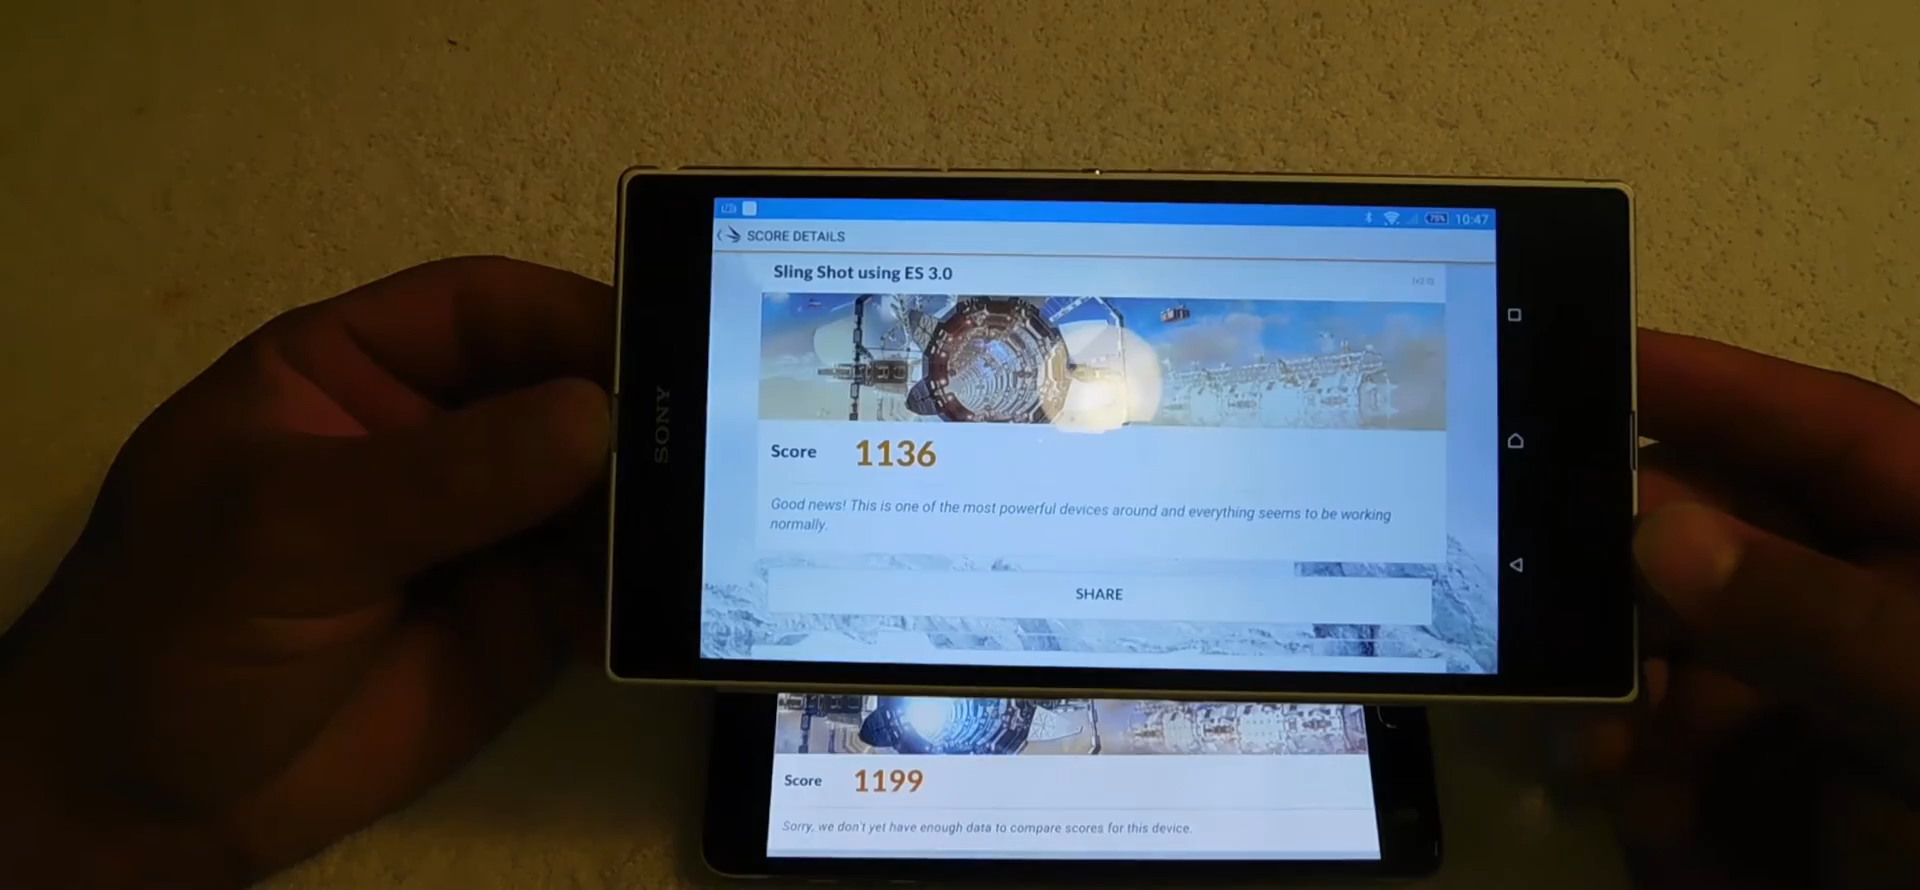 75%
10:47
SCORE DETAILS
Sling Shot using ES 3.0
SONY
Score 1136
Good news! This is one of the most powerful devices around and everything seems to be working
normally.
SHARE
Score 1199
Sorry, we don't yet have enough data to compare scores for this device.